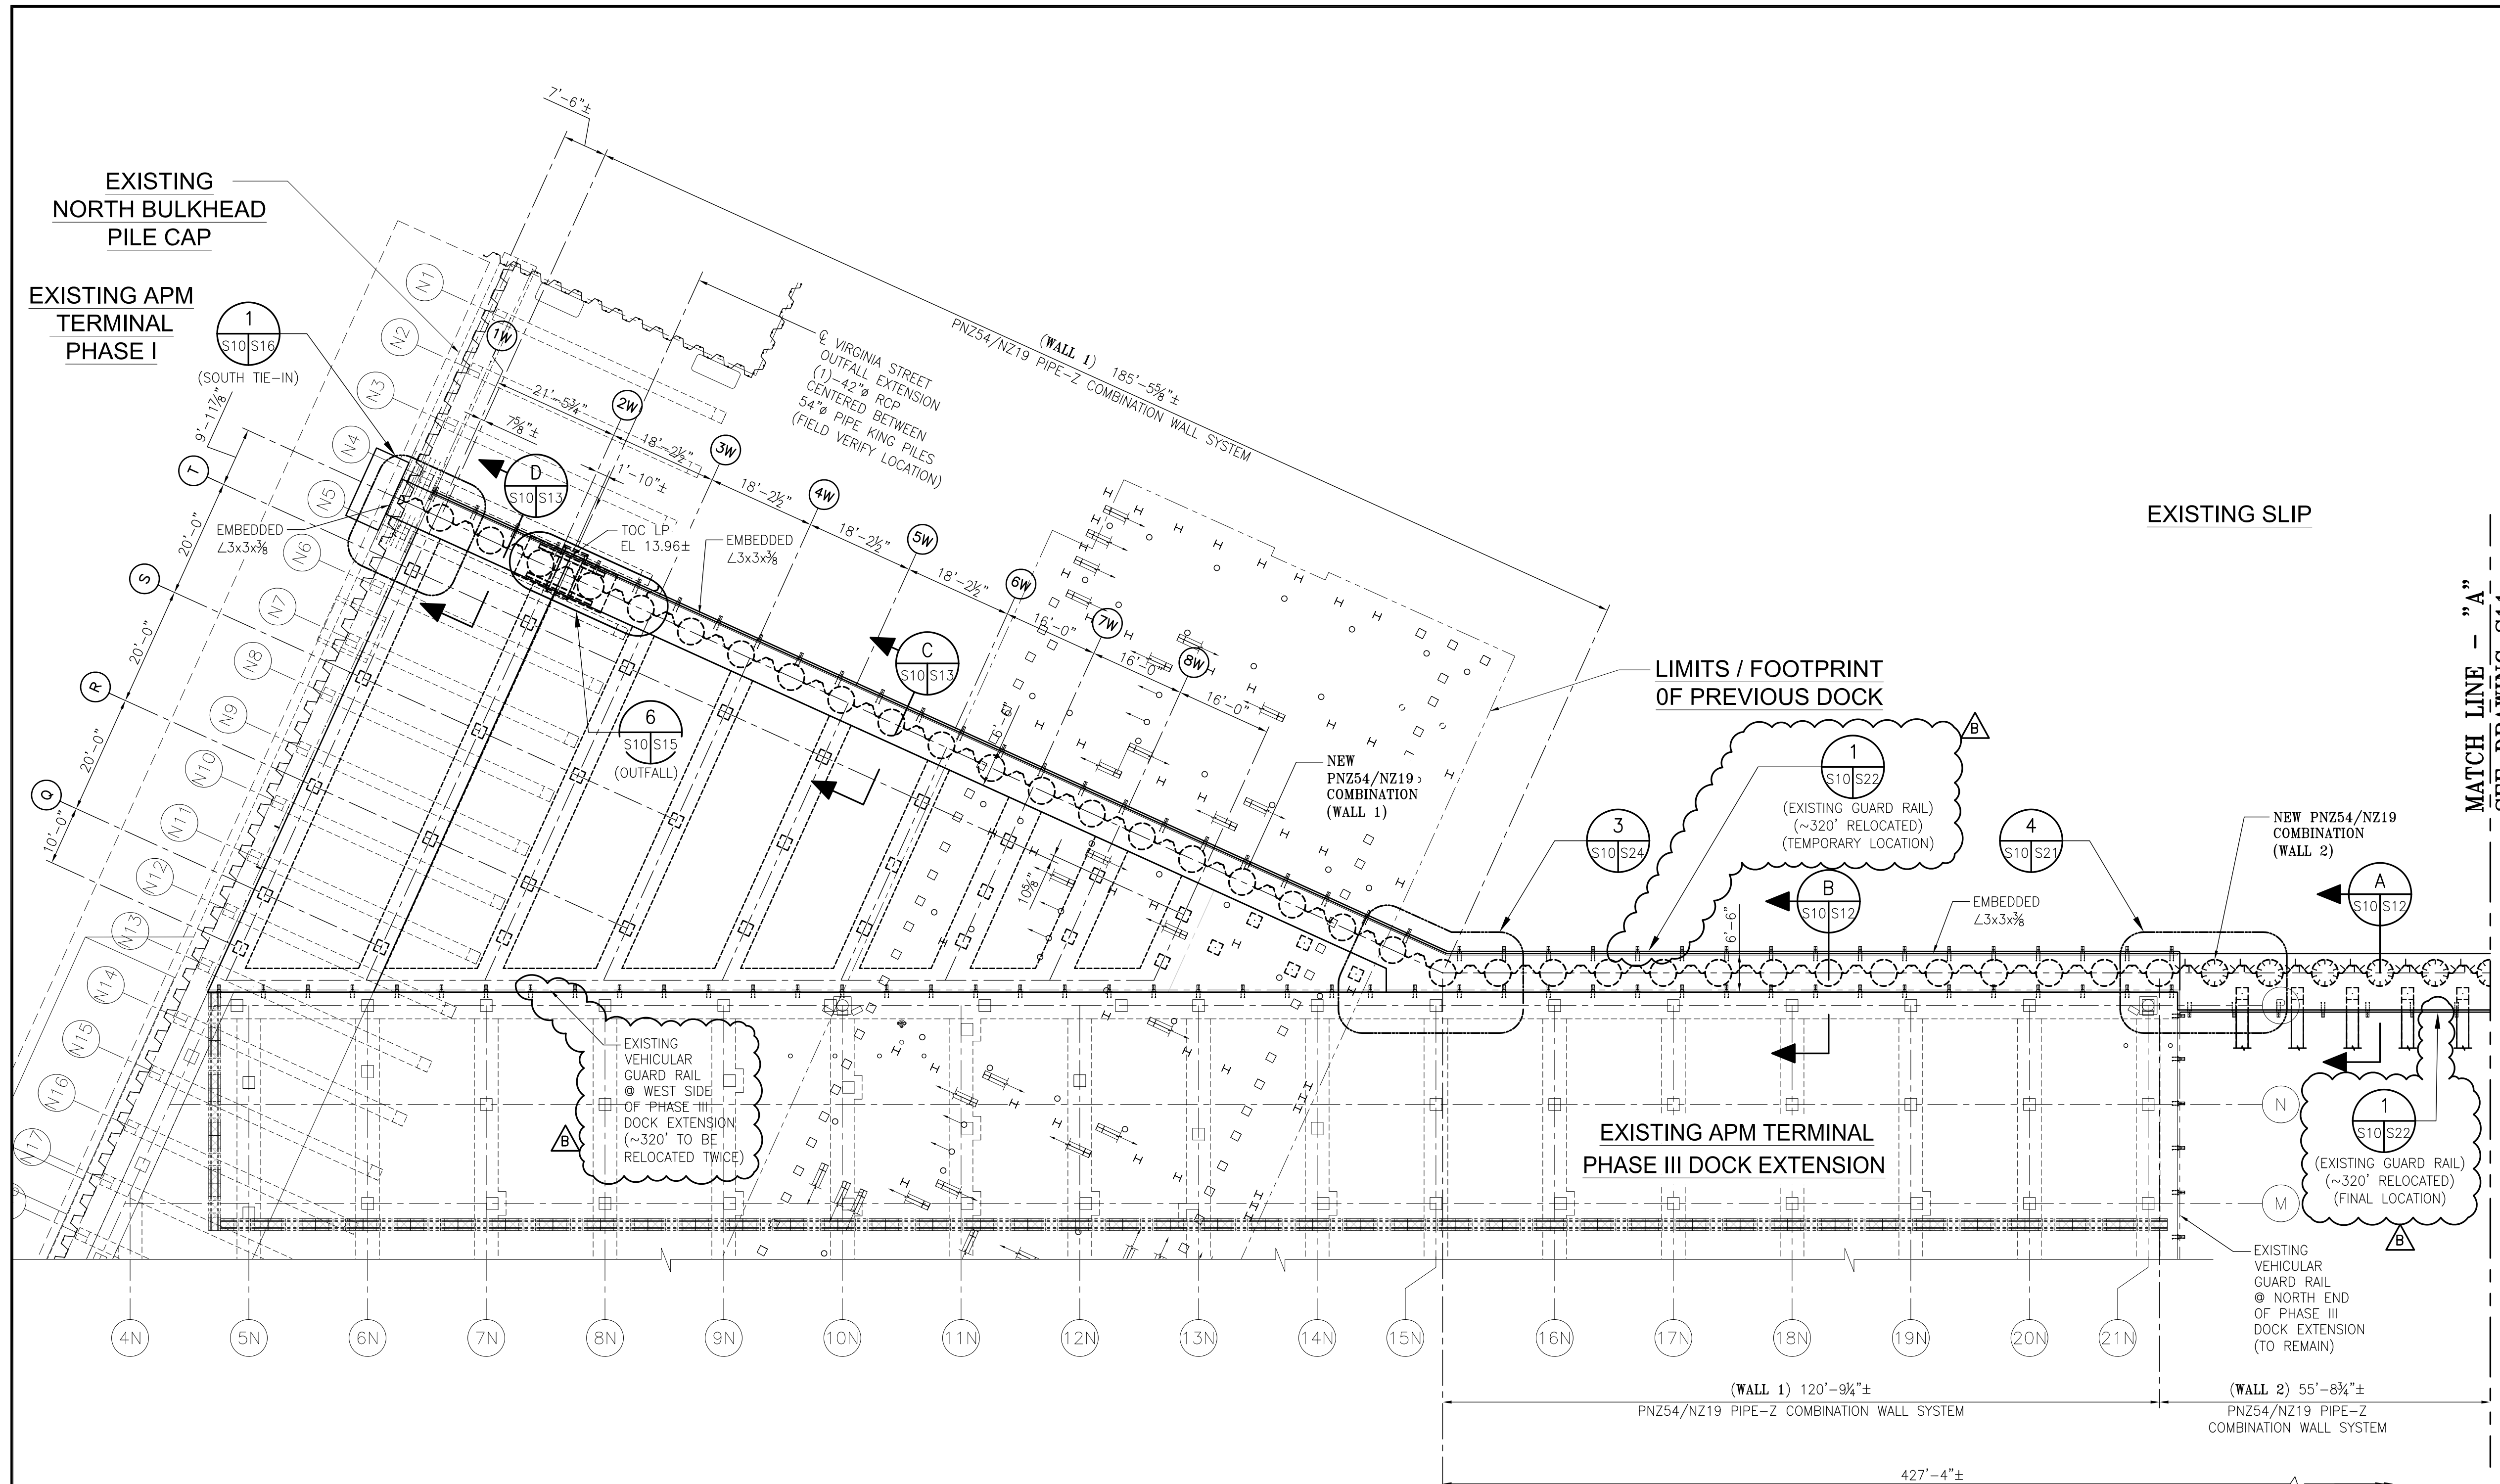 7'-6"±
EXISTING
NORTH BULKHEAD
PILE CAP
EXISTING APM
TERMINAL
PHASE I
1
S10 S16
(SOUTH TIE-IN)
9'-11⅞"
N1
N2
N3
N4
N5
N6
N7
N8
N9
N10
N11
N12
N13
N14
N15
N16
N17
T
S
R
Q
20'-0"
20'-0"
20'-0"
10'-0"
EMBEDDED
∠3x3x⅜
1W
2W
3W
4W
5W
6W
7W
8W
21'-5¾"
7⅝"±
18'-2½"
1'-10"±
18'-2½"
18'-2½"
18'-2½"
16'-0"
16'-0"
16'-0"
℄ VIRGINIA STREET
OUTFALL EXTENSION
(1)-42"ø RCP
CENTERED BETWEEN
54"ø PIPE KING PILES
(FIELD VERIFY LOCATION)
(WALL 1) 185'-5⅝"±
PNZ54/NZ19 PIPE-Z COMBINATION WALL SYSTEM
D
S10 S13
TOC LP
EL 13.96±
EMBEDDED
∠3x3x⅜
C
S10 S13
6
S10 S15
(OUTFALL)
6'-6"
10⅝"
NEW
PNZ54/NZ19
COMBINATION
(WALL 1)
EXISTING SLIP
LIMITS / FOOTPRINT
0F PREVIOUS DOCK
MATCH LINE - "A"
B
1
S10 S22
(EXISTING GUARD RAIL)
(~320' RELOCATED)
(TEMPORARY LOCATION)
3
S10 S24
B
S10 S12
6'-6"
EMBEDDED
∠3x3x⅜
4
S10 S21
NEW PNZ54/NZ19
COMBINATION
(WALL 2)
A
S10 S12
P
N
M
EXISTING
VEHICULAR
GUARD RAIL
@ WEST SIDE
OF PHASE III
DOCK EXTENSION
(~320' TO BE
RELOCATED TWICE)
B
EXISTING APM TERMINAL
PHASE III DOCK EXTENSION
1
S10 S22
(EXISTING GUARD RAIL)
(~320' RELOCATED)
(FINAL LOCATION)
B
EXISTING
VEHICULAR
GUARD RAIL
@ NORTH END
OF PHASE III
DOCK EXTENSION
(TO REMAIN)
4N
5N
6N
7N
8N
9N
10N
11N
12N
13N
14N
15N
16N
17N
18N
19N
20N
21N
(WALL 1) 120'-9¼"±
PNZ54/NZ19 PIPE-Z COMBINATION WALL SYSTEM
(WALL 2) 55'-8¾"±
PNZ54/NZ19 PIPE-Z
COMBINATION WALL SYSTEM
427'-4"±